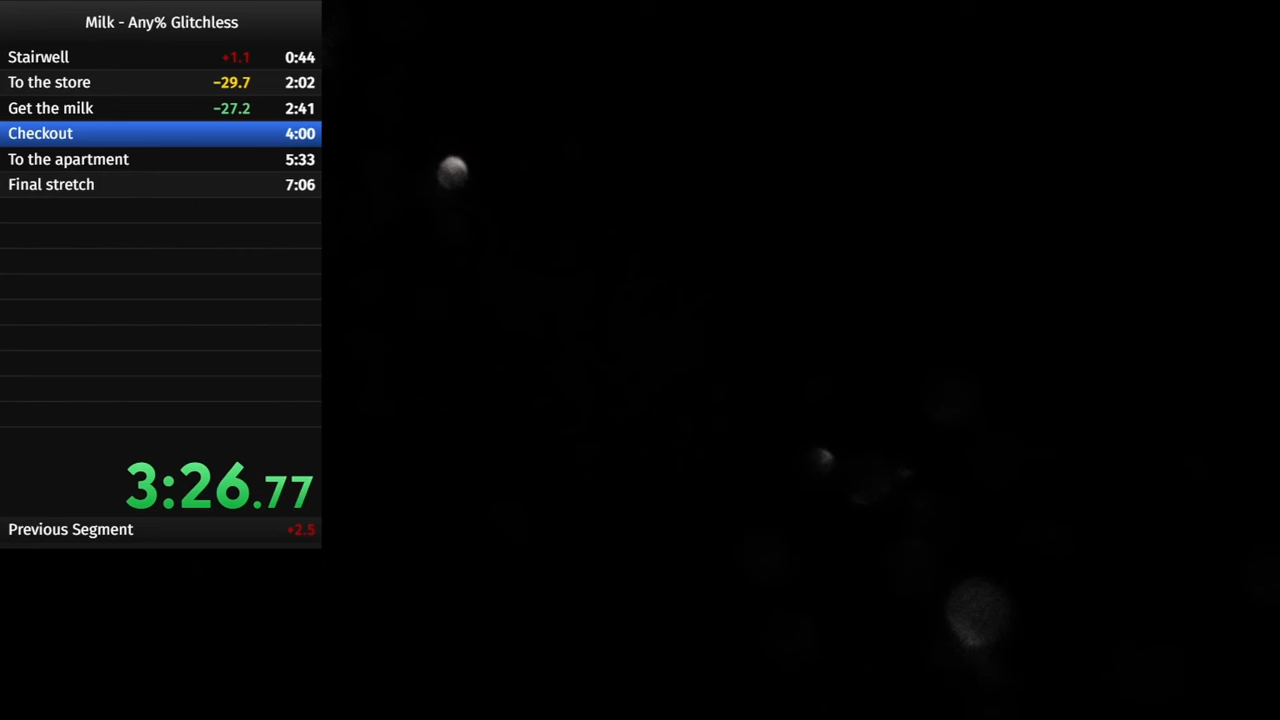 Milk - Any% Glitchless
Stairwell +1.1 0:44
To the store −29.7 2:02
Get the milk −27.2 2:41
Checkout 4:00
To the apartment 5:33
Final stretch 7:06
3:26.77
Previous Segment +2.5